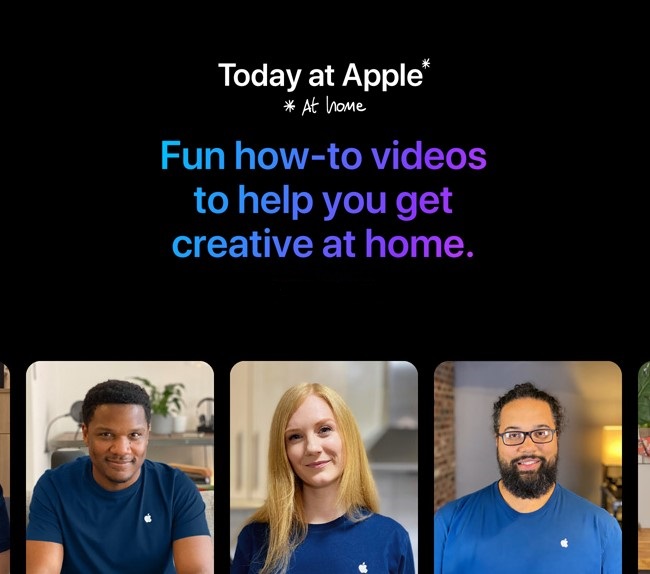 Today at Apple*
* At home
Fun how-to videos
to help you get
creative at home.